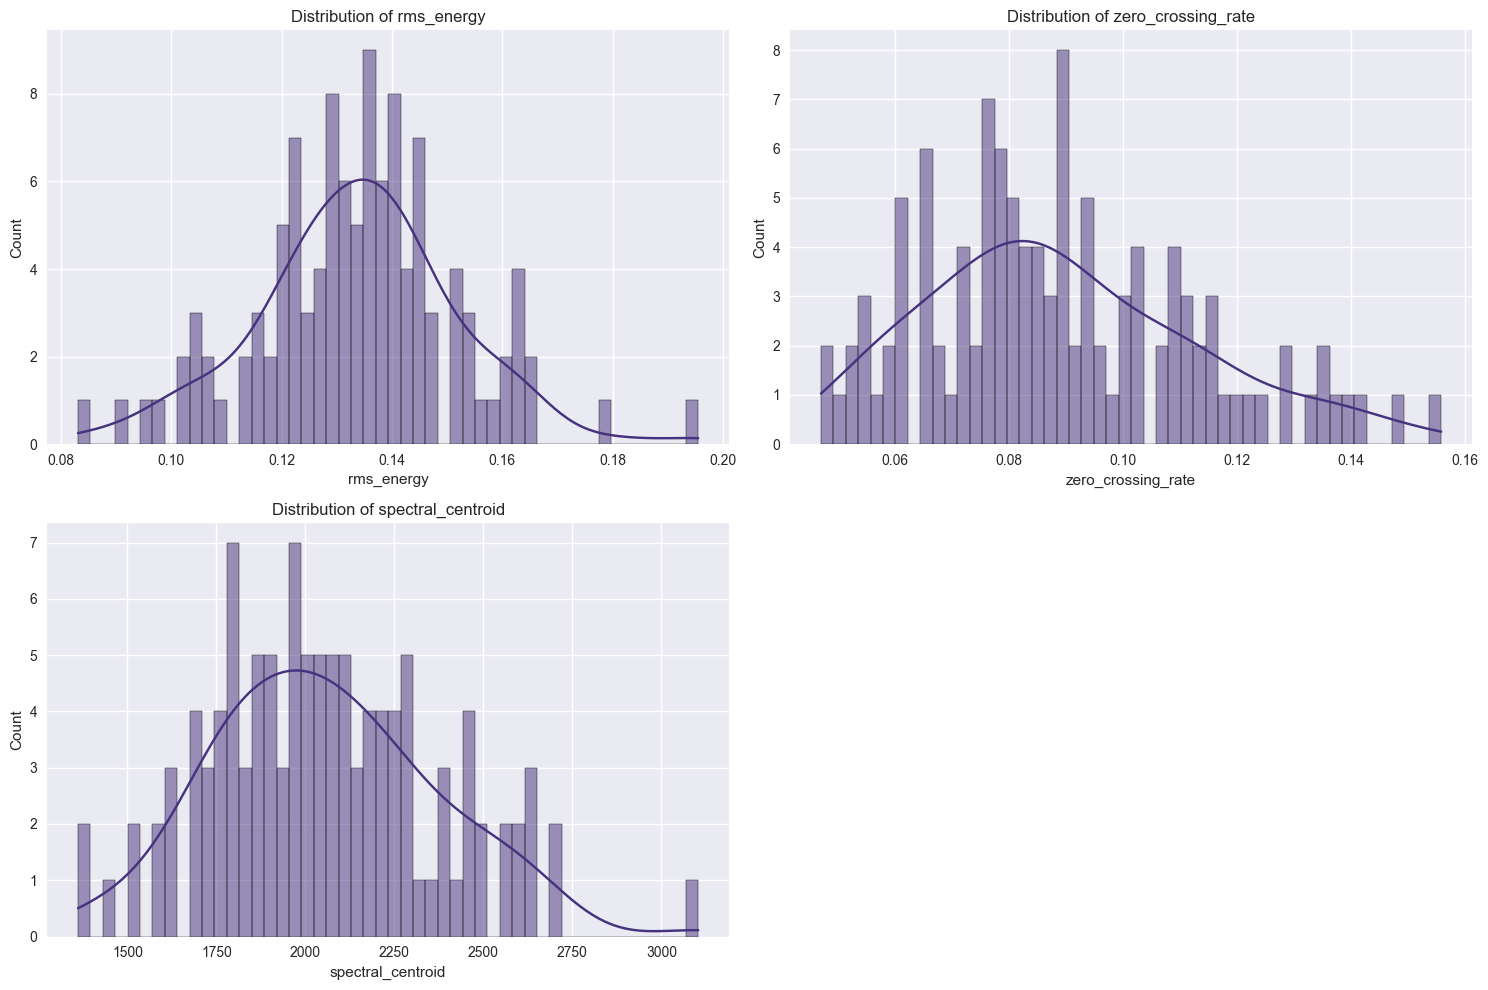 Distribution of rms_energy
Count
8
6
4
2
0
0.08 0.10 0.12 0.14 0.16 0.18 0.20
rms_energy
Distribution of zero_crossing_rate
Count
8
7
6
5
4
3
2
1
0
0.06 0.08 0.10 0.12 0.14 0.16
zero_crossing_rate
Distribution of spectral_centroid
Count
7
6
5
4
3
2
1
0
1500 1750 2000 2250 2500 2750 3000
spectral_centroid